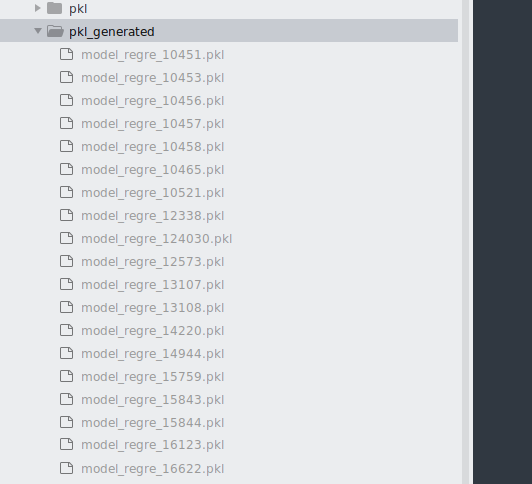 pkl
pkl_generated
model_regre_10451.pkl
model_regre_10453.pkl
model_regre_10456.pkl
model_regre_10457.pkl
model_regre_10458.pkl
model_regre_10465.pkl
model_regre_10521.pkl
model_regre_12338.pkl
model_regre_124030.pkl
model_regre_12573.pkl
model_regre_13107.pkl
model_regre_13108.pkl
model_regre_14220.pkl
model_regre_14944.pkl
model_regre_15759.pkl
model_regre_15843.pkl
model_regre_15844.pkl
model_regre_16123.pkl
model_regre_16622.pkl